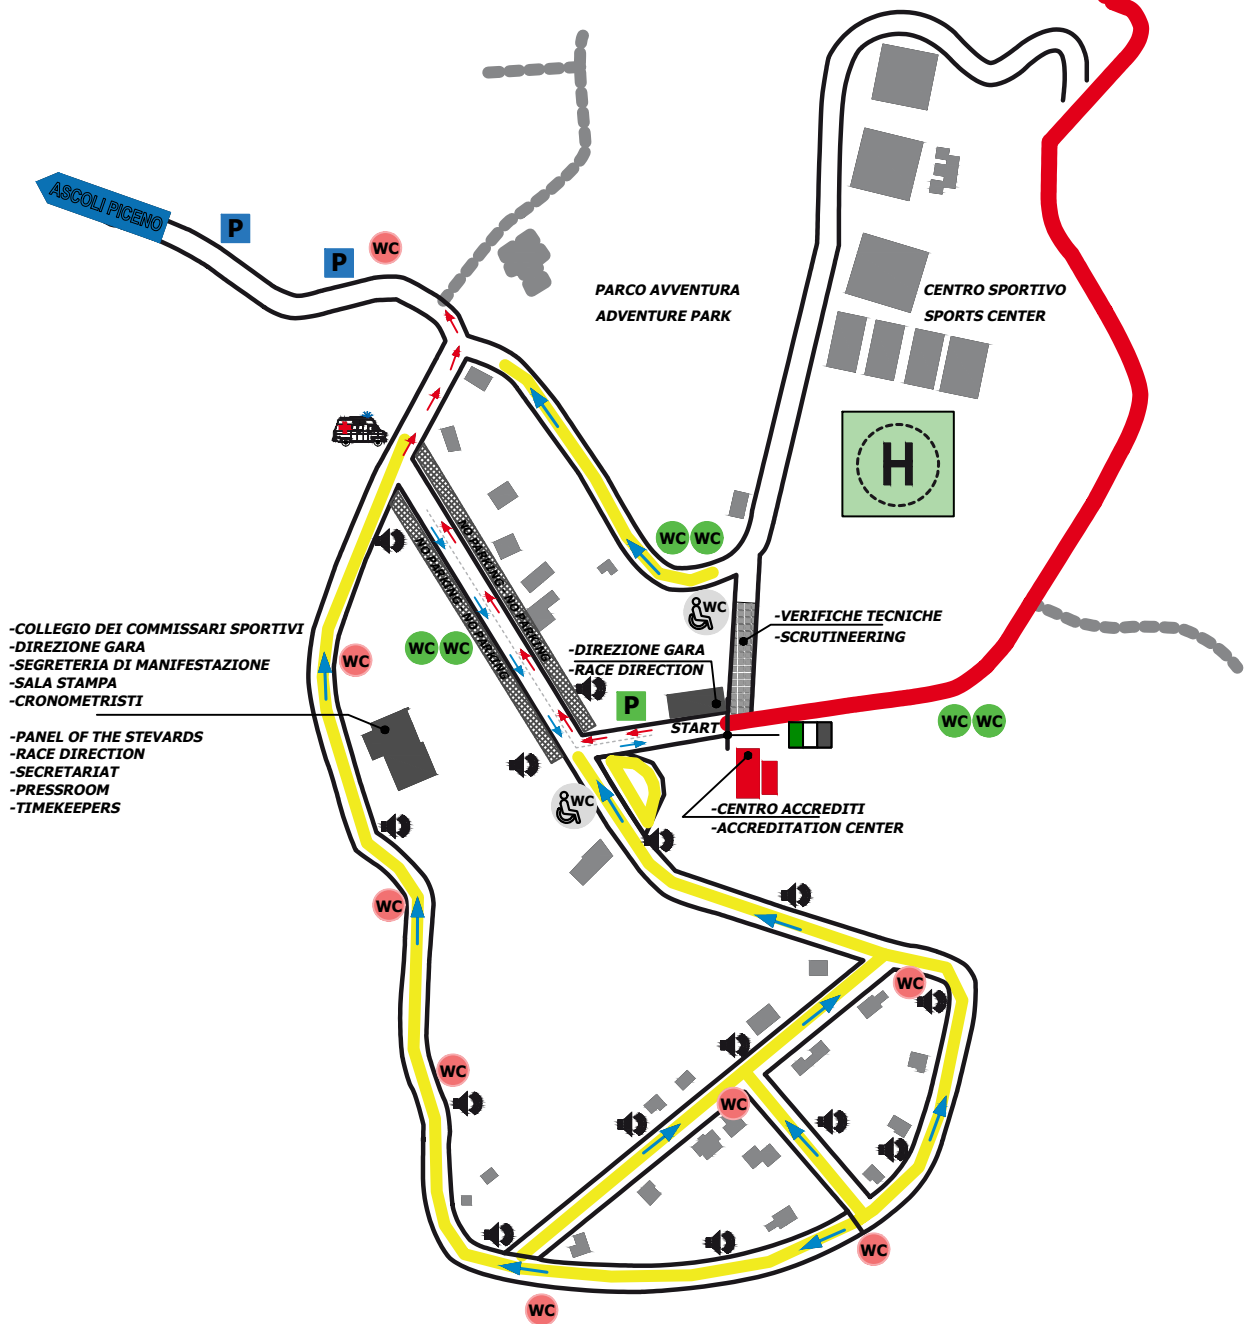 ASCOLI PICENO
P
P
WC
PARCO AVVENTURA
ADVENTURE PARK
CENTRO SPORTIVO
SPORTS CENTER
H
NO PARKING - NO PARKING
NO PARKING - NO PARKING
WC WC
WC
-VERIFICHE TECNICHE
-SCRUTINEERING
-COLLEGIO DEI COMMISSARI SPORTIVI
-DIREZIONE GARA
-SEGRETERIA DI MANIFESTAZIONE
-SALA STAMPA
-CRONOMETRISTI
WC
WC WC
-DIREZIONE GARA
-RACE DIRECTION
P
START
WC WC
-PANEL OF THE STEVARDS
-RACE DIRECTION
-SECRETARIAT
-PRESSROOM
-TIMEKEEPERS
WC
-CENTRO ACCREDITI
-ACCREDITATION CENTER
WC
WC
WC
WC
WC
WC